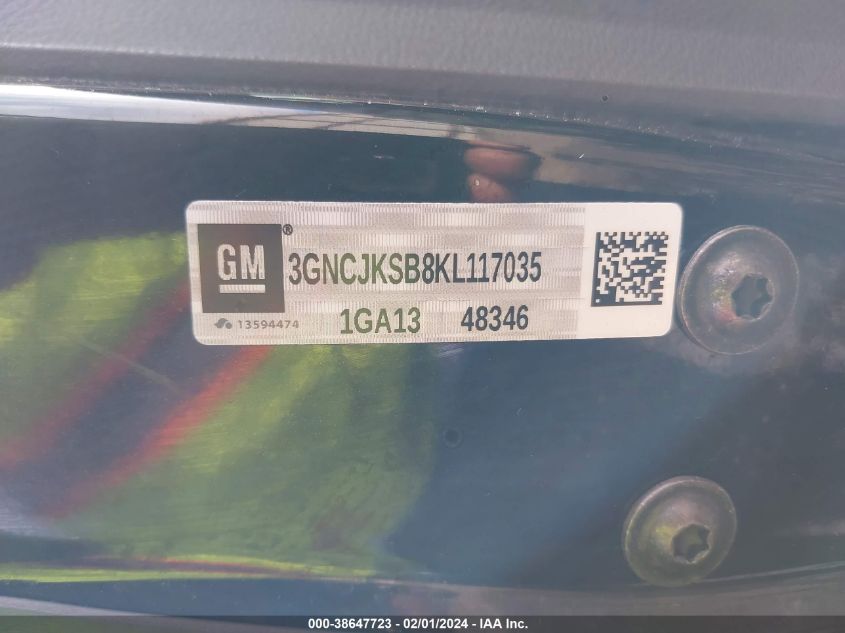 GM®
3GNCJKSB8KL117035
13594474
1GA13 48346
000-38647723 - 02/01/2024 - IAA Inc.